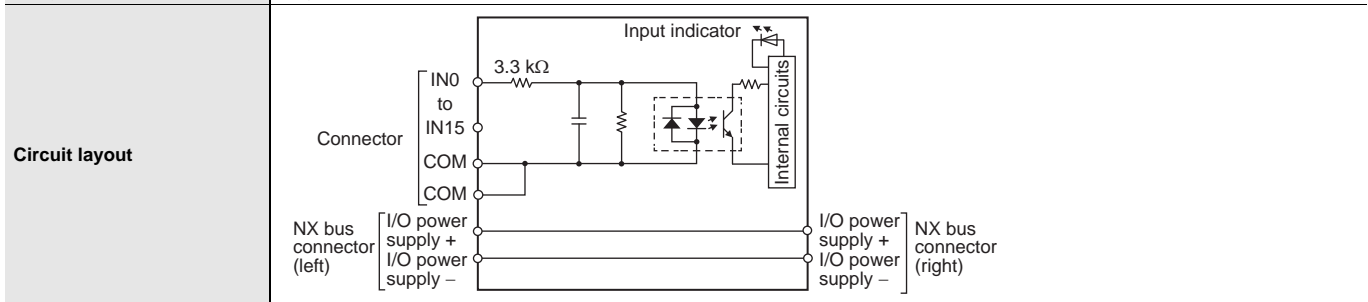 Circuit layout
Input indicator
3.3 kΩ
IN0
to
IN15
Connector
COM
COM
Internal circuits
NX bus
connector
(left)
I/O power
supply +
I/O power
supply −
I/O power
supply +
I/O power
supply −
NX bus
connector
(right)